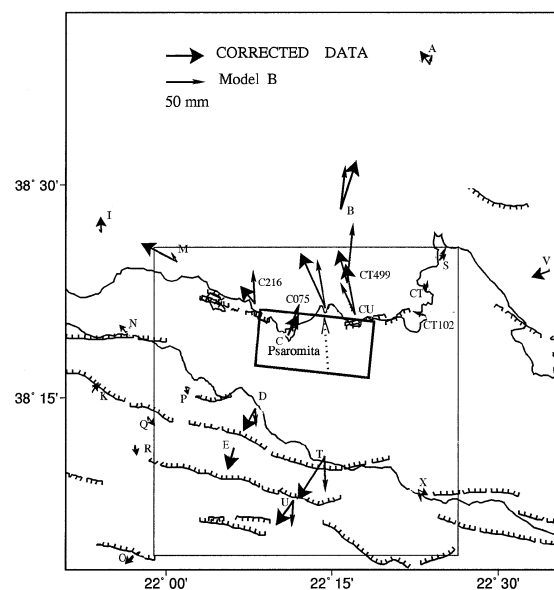 A
CORRECTED DATA
Model B
50 mm
38° 30'
B
I
M
S
V
C216
CT499
C075
CT
CU
CT102
N
C
A
Psaromita
38° 15'
K
P
D
Q
R
E
T
U
X
O
22° 00'
22° 15'
22° 30'